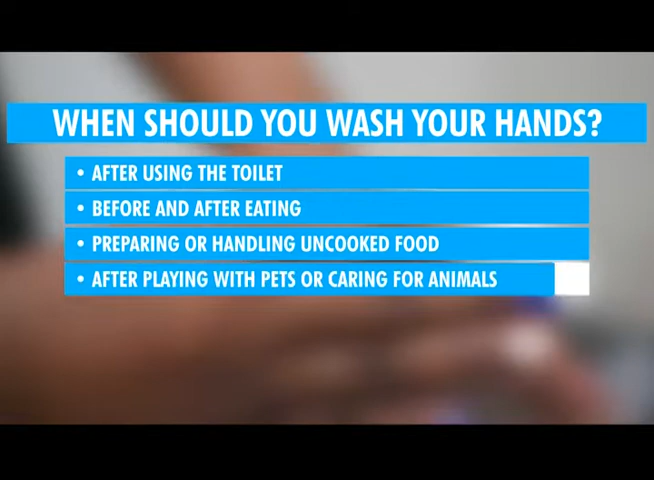 WHEN SHOULD YOU WASH YOUR HANDS?
• AFTER USING THE TOILET
• BEFORE AND AFTER EATING
• PREPARING OR HANDLING UNCOOKED FOOD
• AFTER PLAYING WITH PETS OR CARING FOR ANIMALS